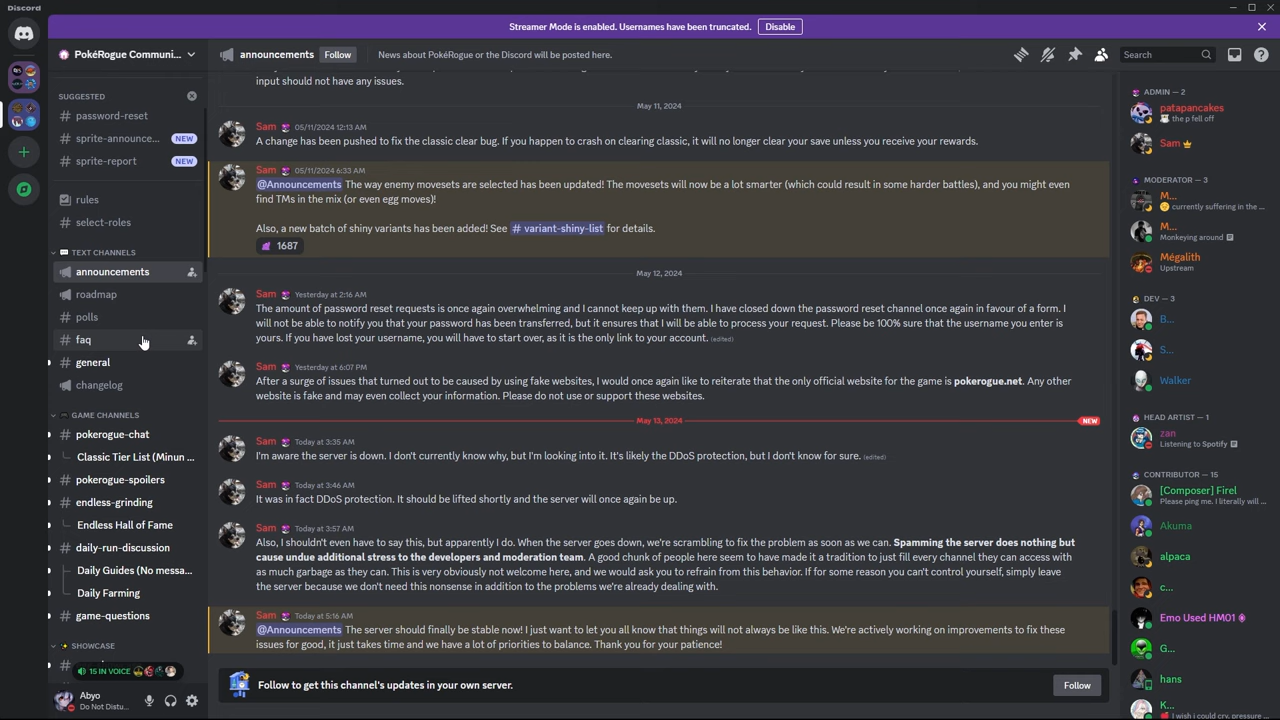 Discord
Streamer Mode is enabled. Usernames have been truncated.
Disable
PokéRogue Communi...
announcements
Follow
News about PokéRogue or the Discord will be posted here.
Search
SUGGESTED
password-reset
sprite-announce...
NEW
sprite-report
NEW
rules
select-roles
TEXT CHANNELS
announcements
roadmap
polls
faq
general
changelog
GAME CHANNELS
pokerogue-chat
Classic Tier List (Minun ...
pokerogue-spoilers
endless-grinding
Endless Hall of Fame
daily-run-discussion
Daily Guides (No messa...
Daily Farming
game-questions
SHOWCASE
15 IN VOICE
Abyo
Do Not Distu...
input should not have any issues.
May 11, 2024
Sam 05/11/2024 12:13 AM
A change has been pushed to fix the classic clear bug. If you happen to crash on clearing classic, it will no longer clear your save unless you receive your rewards.
Sam 05/11/2024 6:33 AM
@Announcements The way enemy movesets are selected has been updated! The movesets will now be a lot smarter (which could result in some harder battles), and you might even
find TMs in the mix (or even egg moves)!
Also, a new batch of shiny variants has been added! See # variant-shiny-list for details.
1687
May 12, 2024
Sam Yesterday at 2:16 AM
The amount of password reset requests is once again overwhelming and I cannot keep up with them. I have closed down the password reset channel once again in favour of a form. I
will not be able to notify you that your password has been transferred, but it ensures that I will be able to process your request. Please be 100% sure that the username you enter is
yours. If you have lost your username, you will have to start over, as it is the only link to your account. (edited)
Sam Yesterday at 6:07 PM
After a surge of issues that turned out to be caused by using fake websites, I would once again like to reiterate that the only official website for the game is pokerogue.net. Any other
website is fake and may even collect your information. Please do not use or support these websites.
May 13, 2024
NEW
Sam Today at 3:35 AM
I'm aware the server is down. I don't currently know why, but I'm looking into it. It's likely the DDoS protection, but I don't know for sure. (edited)
Sam Today at 3:46 AM
It was in fact DDoS protection. It should be lifted shortly and the server will once again be up.
Sam Today at 3:57 AM
Also, I shouldn't even have to say this, but apparently I do. When the server goes down, we're scrambling to fix the problem as soon as we can. Spamming the server does nothing but
cause undue additional stress to the developers and moderation team. A good chunk of people here seem to have made it a tradition to just fill every channel they can access with
as much garbage as they can. This is very obviously not welcome here, and we would ask you to refrain from this behavior. If for some reason you can't control yourself, simply leave
the server because we don't need this nonsense in addition to the problems we're already dealing with.
Sam Today at 5:16 AM
@Announcements The server should finally be stable now! I just want to let you all know that things will not always be like this. We're actively working on improvements to fix these
issues for good, it just takes time and we have a lot of priorities to balance. Thank you for your patience!
Follow to get this channel's updates in your own server.
Follow
ADMIN — 2
patapancakes
the p fell off
Sam
MODERATOR — 3
M...
currently suffering in the ...
M...
Monkeying around
Mégalith
Upstream
DEV — 3
B...
S...
Walker
HEAD ARTIST — 1
zan
Listening to Spotify
CONTRIBUTOR — 15
[Composer] Firel
Please ping me. I literally will ...
Akuma
alpaca
c...
Emo Used HM01
G...
hans
K...
I wish i could cry, pressure ...